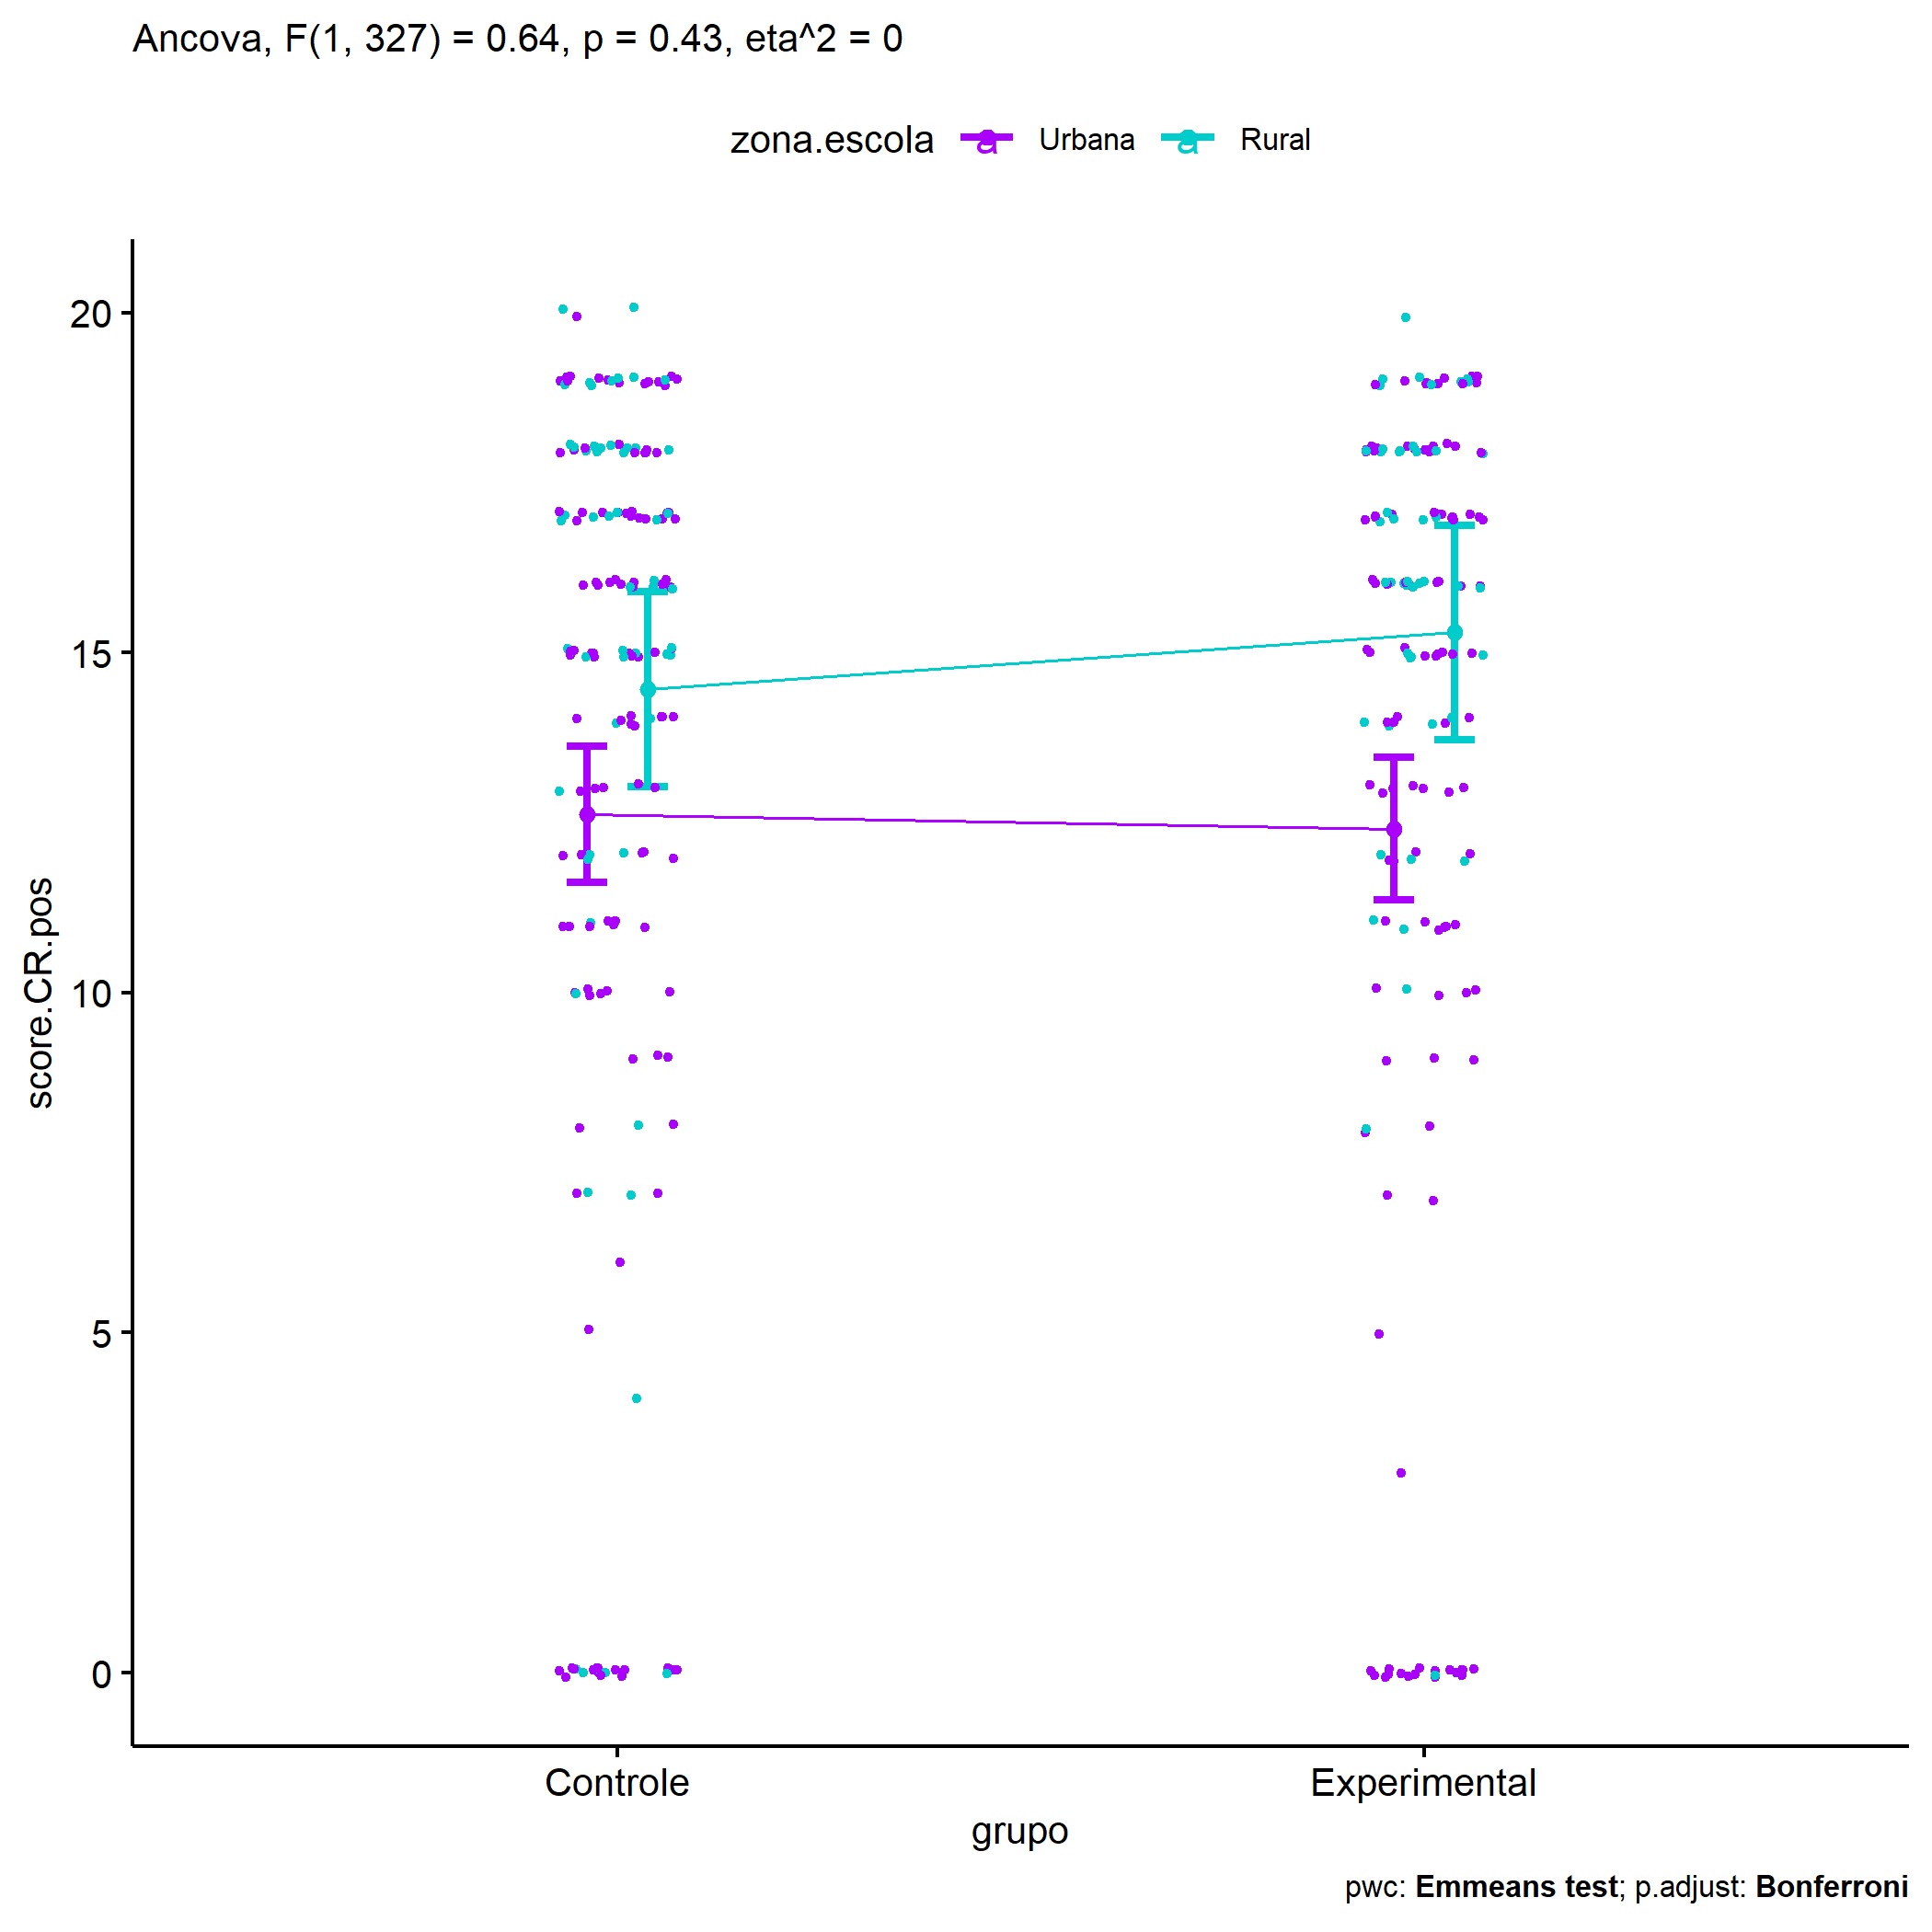 Ancova, F(1, 327) = 0.64, p = 0.43, eta^2 = 0
zona.escola a Urbana a Rural
score.CR.pos
20
15
10
5
0
Controle Experimental
grupo
pwc: Emmeans test; p.adjust: Bonferroni